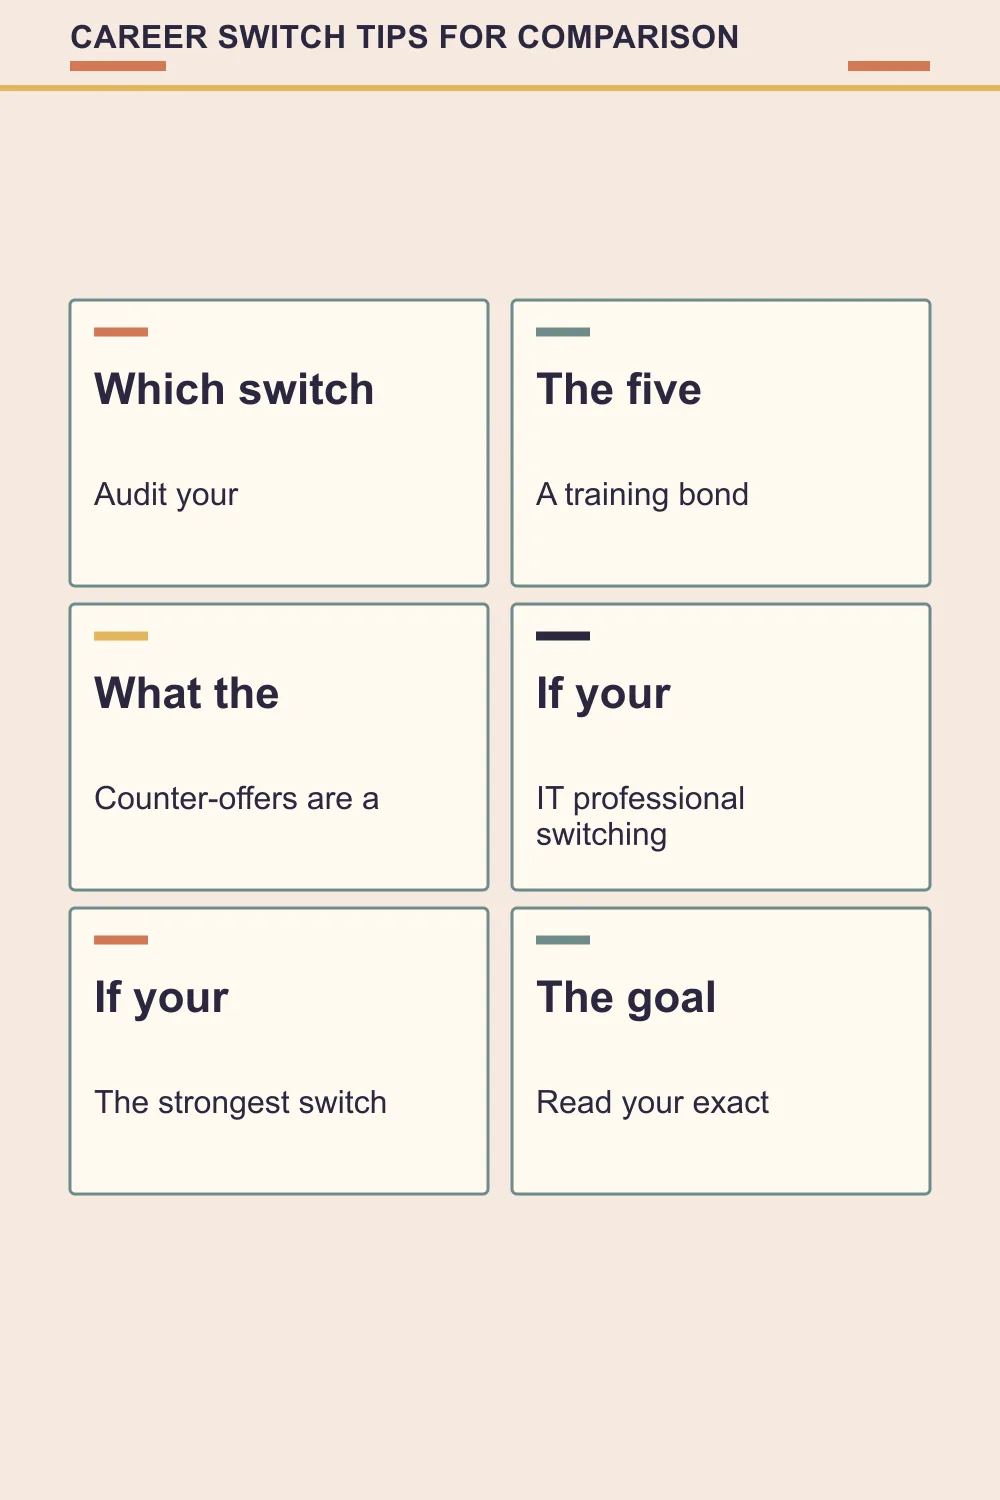 CAREER SWITCH TIPS FOR COMPARISON
Which switch
Audit your
The five
A training bond
What the
Counter-offers are a
If your
IT professional
switching
If your
The strongest switch
The goal
Read your exact